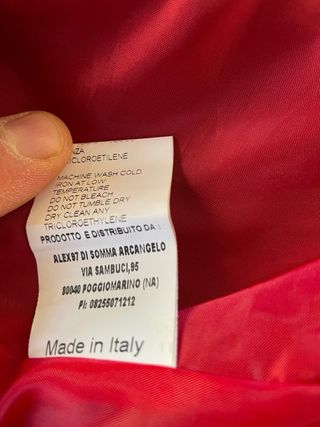 TRICLOROETILENE
MACHINE WASH COLD
IRON AT LOW
TEMPERATURE
DO NOT BLEACH
DO NOT TUMBLE DRY
DRY CLEAN ANY
TRICLOROETHYLENE
PRODOTTO E DISTRIBUITO DA:
ALEX97 DI SOMMA ARCANGELO
VIA SAMBUCI,95
80040 POGGIOMARINO (NA)
PI: 08255071212
Made in Italy